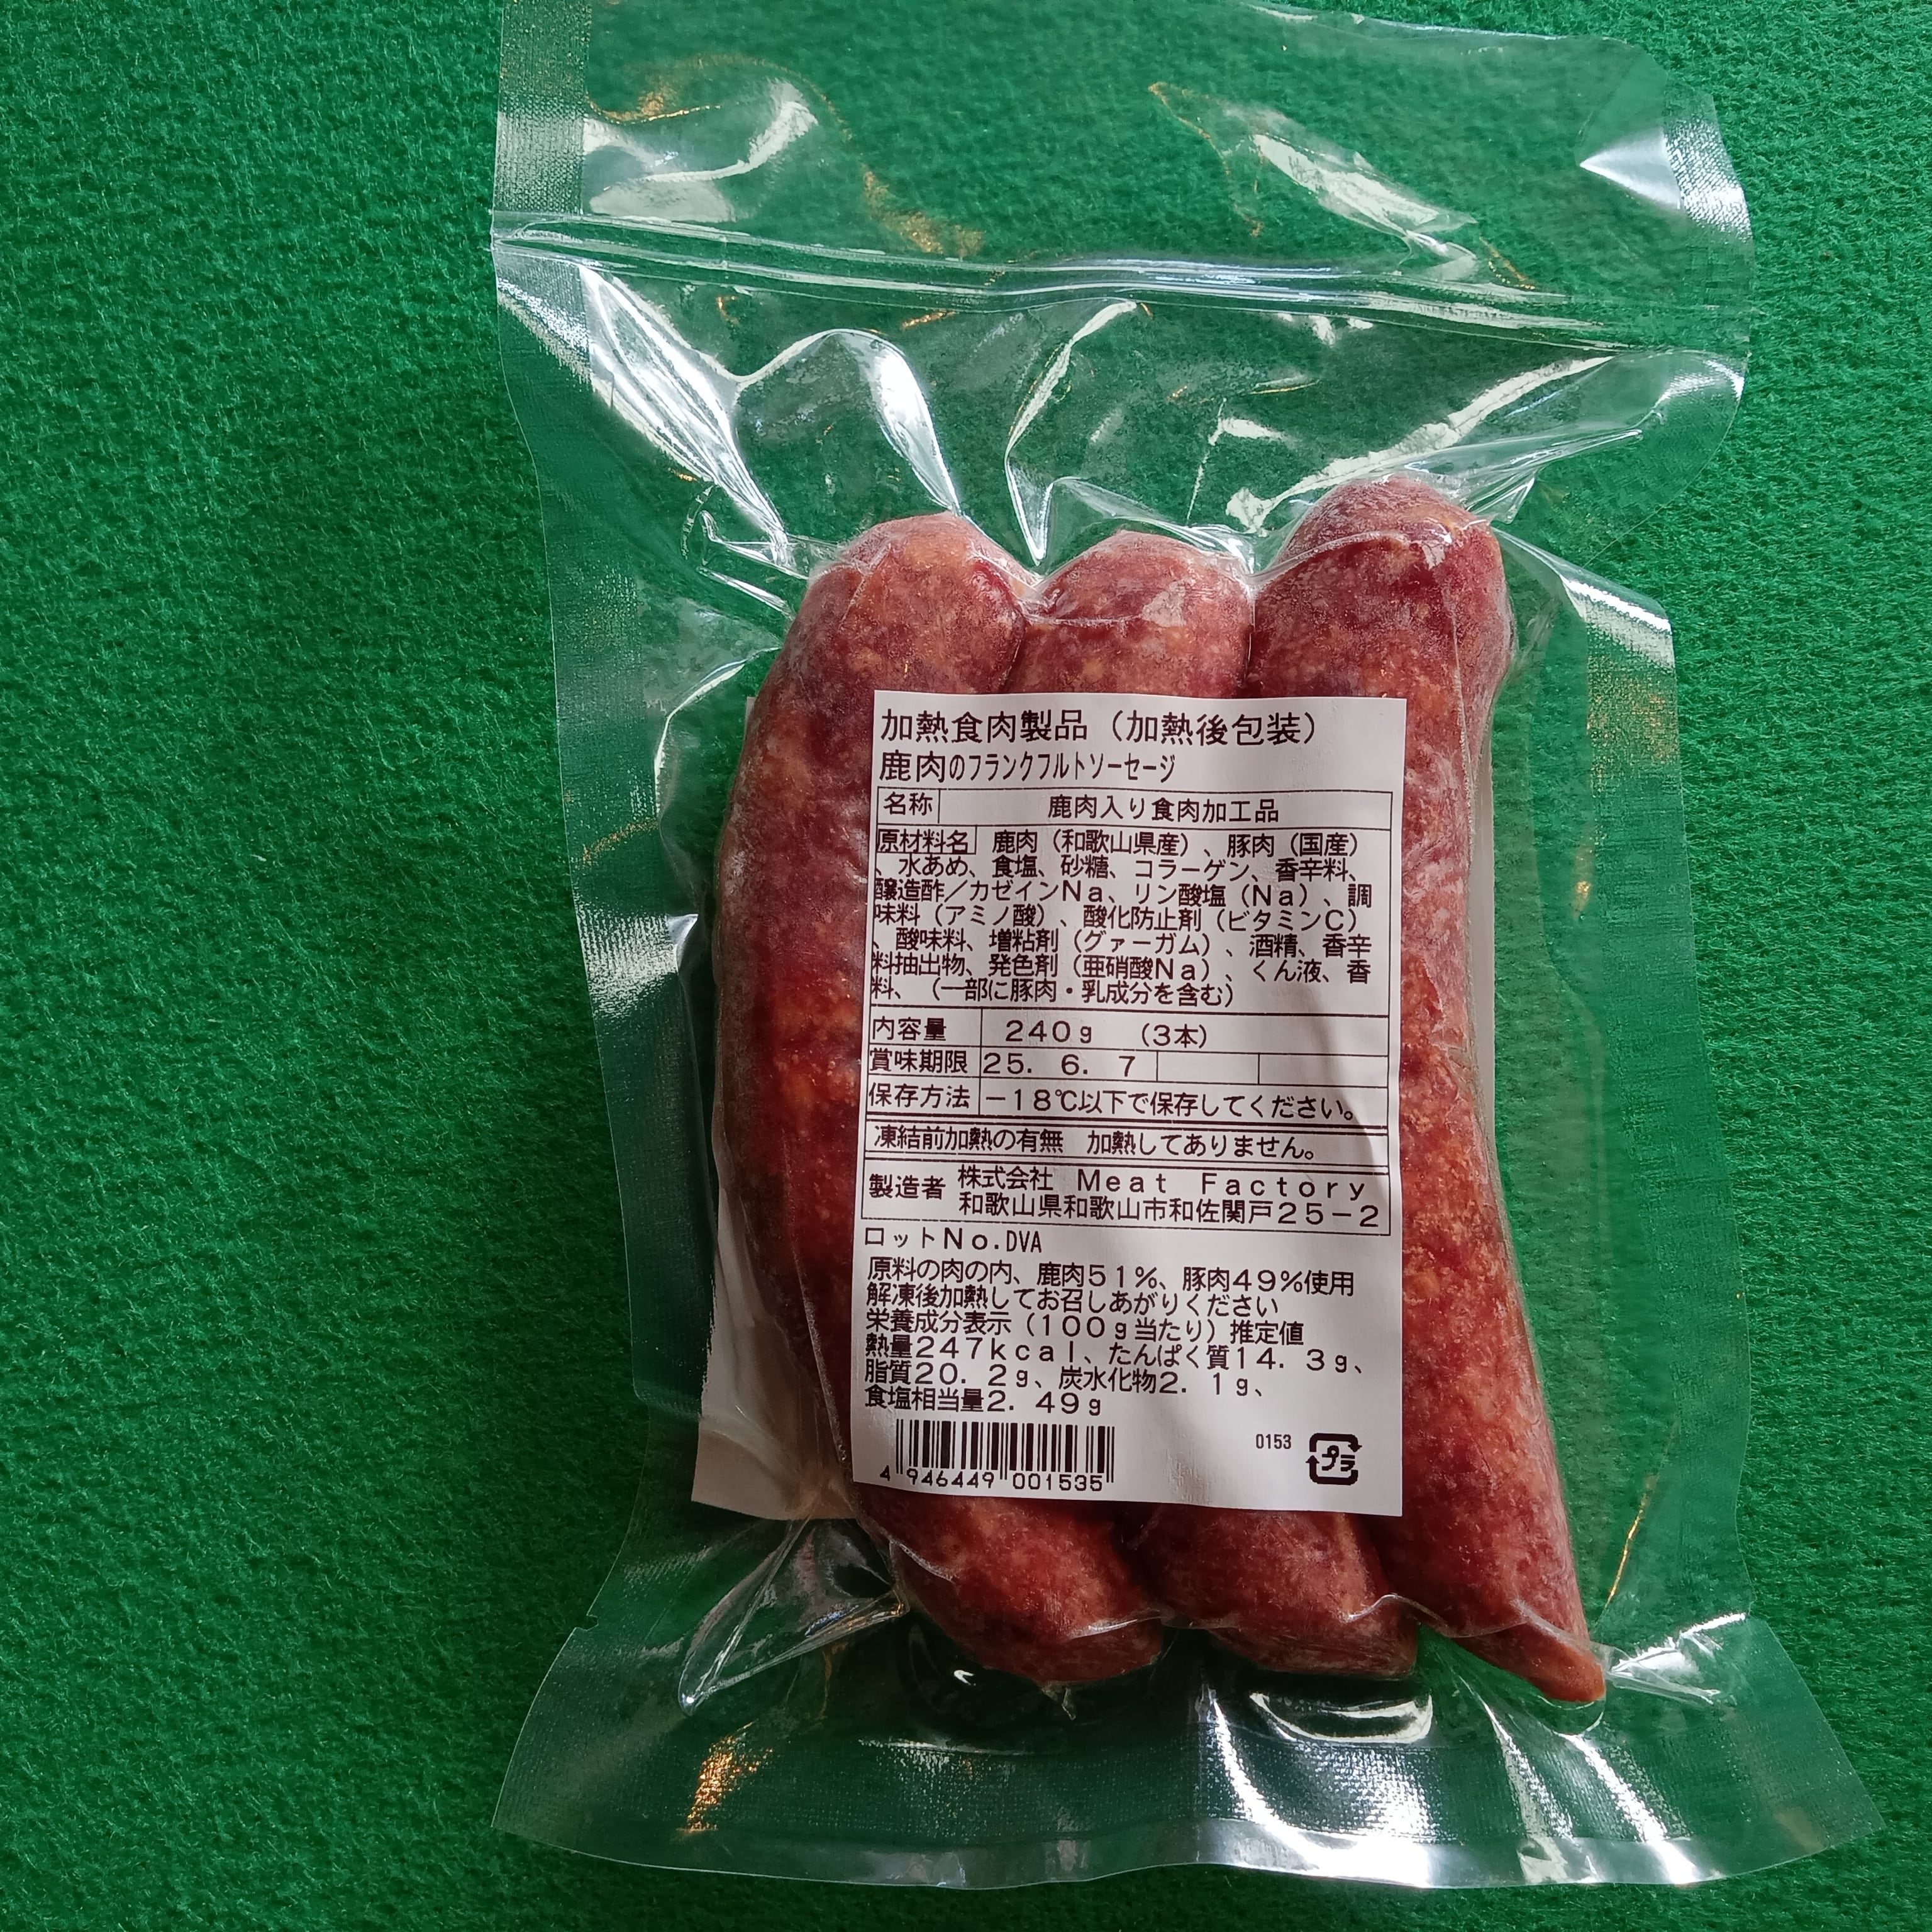 加熱食肉製品（加熱後包装）
鹿肉のフランクフルトソーセージ
名称 鹿肉入り食肉加工品
原材料名 鹿肉（和歌山県産）、豚肉（国産）
、水あめ、食塩、砂糖、コラーゲン、香辛料、
醸造酢／カゼインNa、リン酸塩（Na）、調
味料（アミノ酸）、酸化防止剤（ビタミンC）
、酸味料、増粘剤（グァーガム）、酒精、香辛
料抽出物、発色剤（亜硝酸Na）、くん液、香
料、（一部に豚肉・乳成分を含む）
内容量 240g （3本）
賞味期限 25. 6. 7
保存方法 −18℃以下で保存してください。
凍結前加熱の有無 加熱してありません。
製造者 株式会社 Meat Factory
和歌山県和歌山市和佐関戸25−2
ロットNo.DVA
原料の肉の内、鹿肉51%、豚肉49%使用
解凍後加熱してお召しあがりください
栄養成分表示（100g当たり）推定値
熱量247kcal、たんぱく質14. 3g、
脂質20. 2g、炭水化物2. 1g、
食塩相当量2. 49g
0153 プラ
4 946449 001535